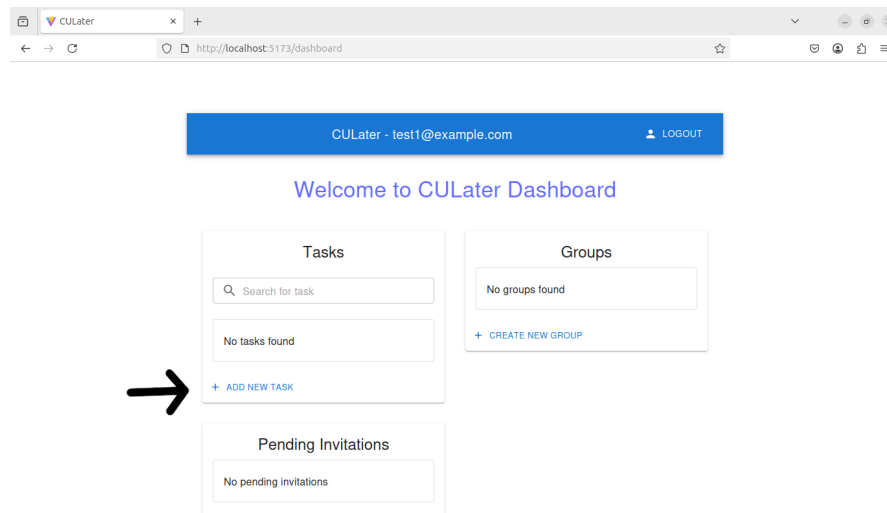 CULater
http://localhost:5173/dashboard
CULater - test1@example.com
LOGOUT
Welcome to CULater Dashboard
Tasks
Search for task
No tasks found
+ ADD NEW TASK
Groups
No groups found
+ CREATE NEW GROUP
Pending Invitations
No pending invitations